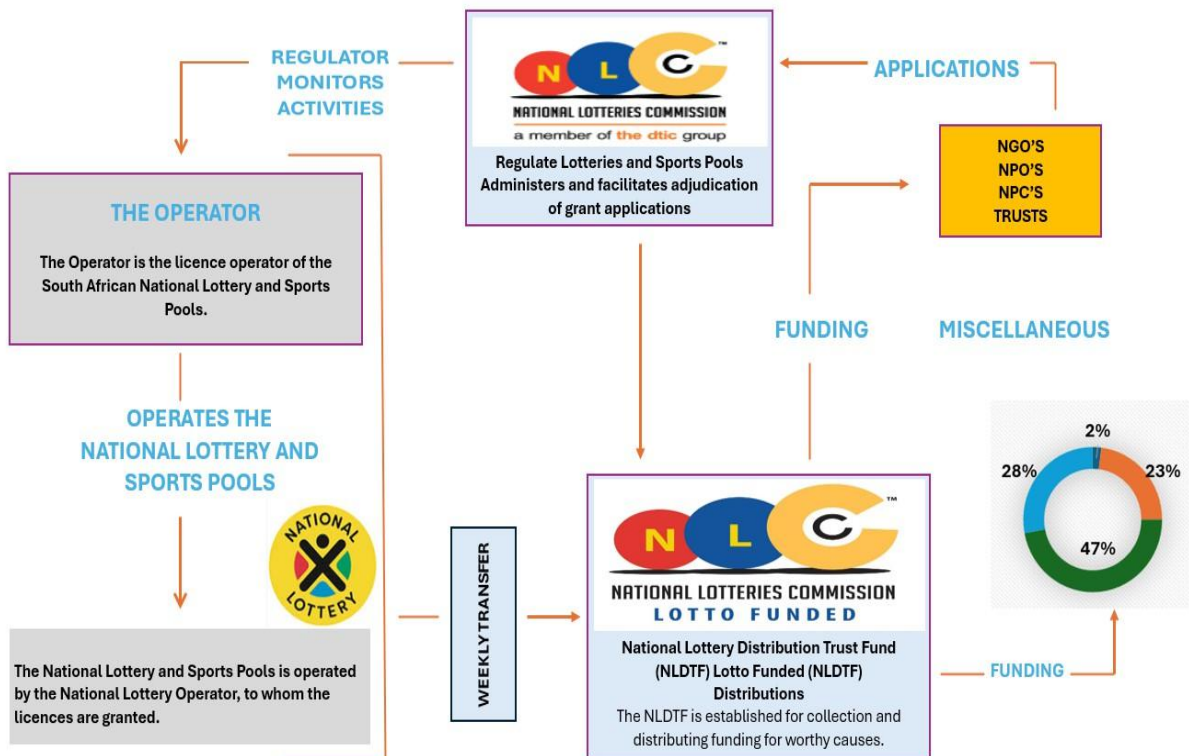 REGULATOR
MONITORS
ACTIVITIES
N L C ™
NATIONAL LOTTERIES COMMISSION
a member of the dtic group
Regulate Lotteries and Sports Pools
Administers and facilitates adjudication
of grant applications
APPLICATIONS
NGO'S
NPO'S
NPC'S
TRUSTS
THE OPERATOR
The Operator is the licence operator of the
South African National Lottery and Sports
Pools.
FUNDING
MISCELLANEOUS
OPERATES THE
NATIONAL LOTTERY AND
SPORTS POOLS
2%
28%
23%
47%
NATIONAL
LOTTERY
WEEKLY TRANSFER
N L C ™
NATIONAL LOTTERIES COMMISSION
LOTTO FUNDED
National Lottery Distribution Trust Fund
(NLDTF) Lotto Funded (NLDTF)
Distributions
The NLDTF is established for collection and
distributing funding for worthy causes.
FUNDING
The National Lottery and Sports Pools is operated
by the National Lottery Operator, to whom the
licences are granted.